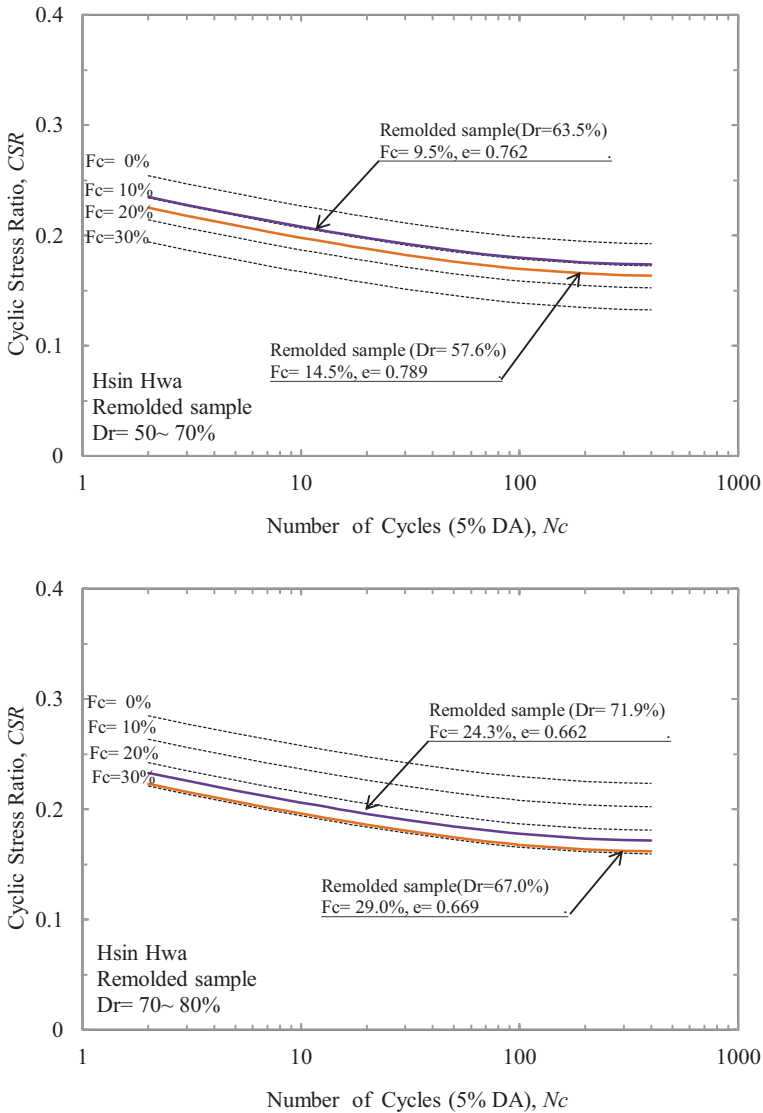 0.4
0.3
0.2
0.1
0
Cyclic Stress Ratio, CSR
Remolded sample(Dr=63.5%)
Fc= 9.5%, e= 0.762
Fc= 0%
Fc= 10%
Fc= 20%
Fc=30%
Remolded sample (Dr= 57.6%)
Fc= 14.5%, e= 0.789
Hsin Hwa
Remolded sample
Dr= 50~ 70%
1 10 100 1000
Number of Cycles (5% DA), Nc
0.4
0.3
0.2
0.1
0
Cyclic Stress Ratio, CSR
Fc= 0%
Fc= 10%
Fc= 20%
Fc=30%
Remolded sample (Dr= 71.9%)
Fc= 24.3%, e= 0.662
Remolded sample(Dr=67.0%)
Fc= 29.0%, e= 0.669
Hsin Hwa
Remolded sample
Dr= 70~ 80%
1 10 100 1000
Number of Cycles (5% DA), Nc